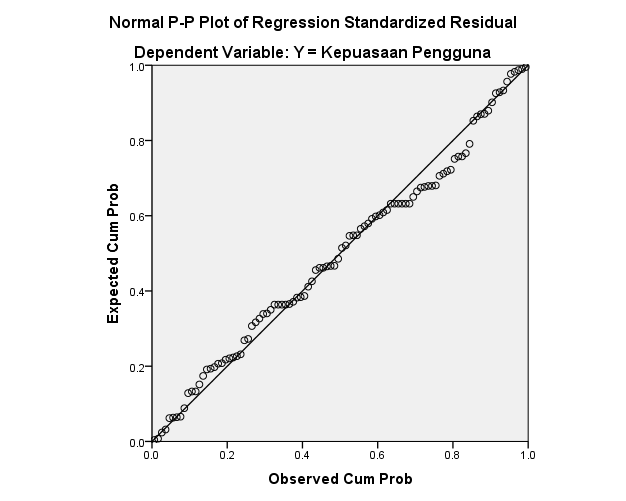 Normal P-P Plot of Regression Standardized Residual
Dependent Variable: Y = Kepuasaan Pengguna
1.0
0.8
0.6
0.4
0.2
0.0
Expected Cum Prob
0.0 0.2 0.4 0.6 0.8 1.0
Observed Cum Prob